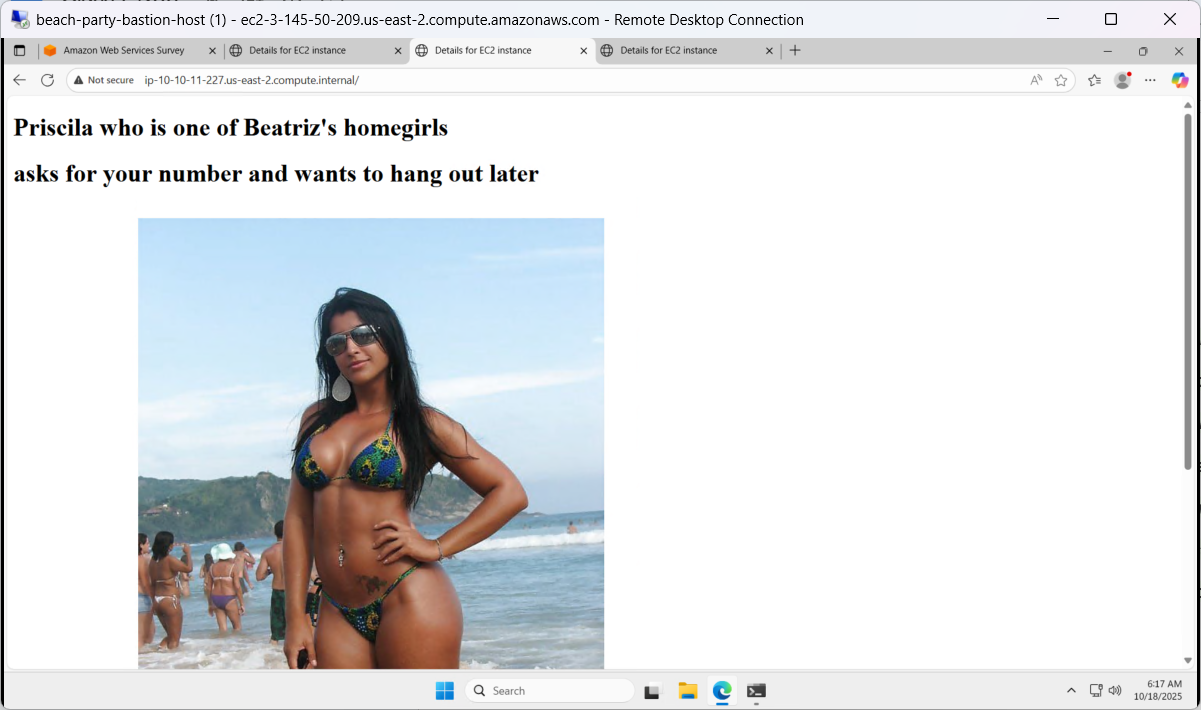 beach-party-bastion-host (1) - ec2-3-145-50-209.us-east-2.compute.amazonaws.com - Remote Desktop Connection
Amazon Web Services Survey
Details for EC2 instance
Details for EC2 instance
Details for EC2 instance
Not secure
ip-10-10-11-227.us-east-2.compute.internal/
Priscila who is one of Beatriz's homegirls
asks for your number and wants to hang out later
Search
6:17 AM
10/18/2025